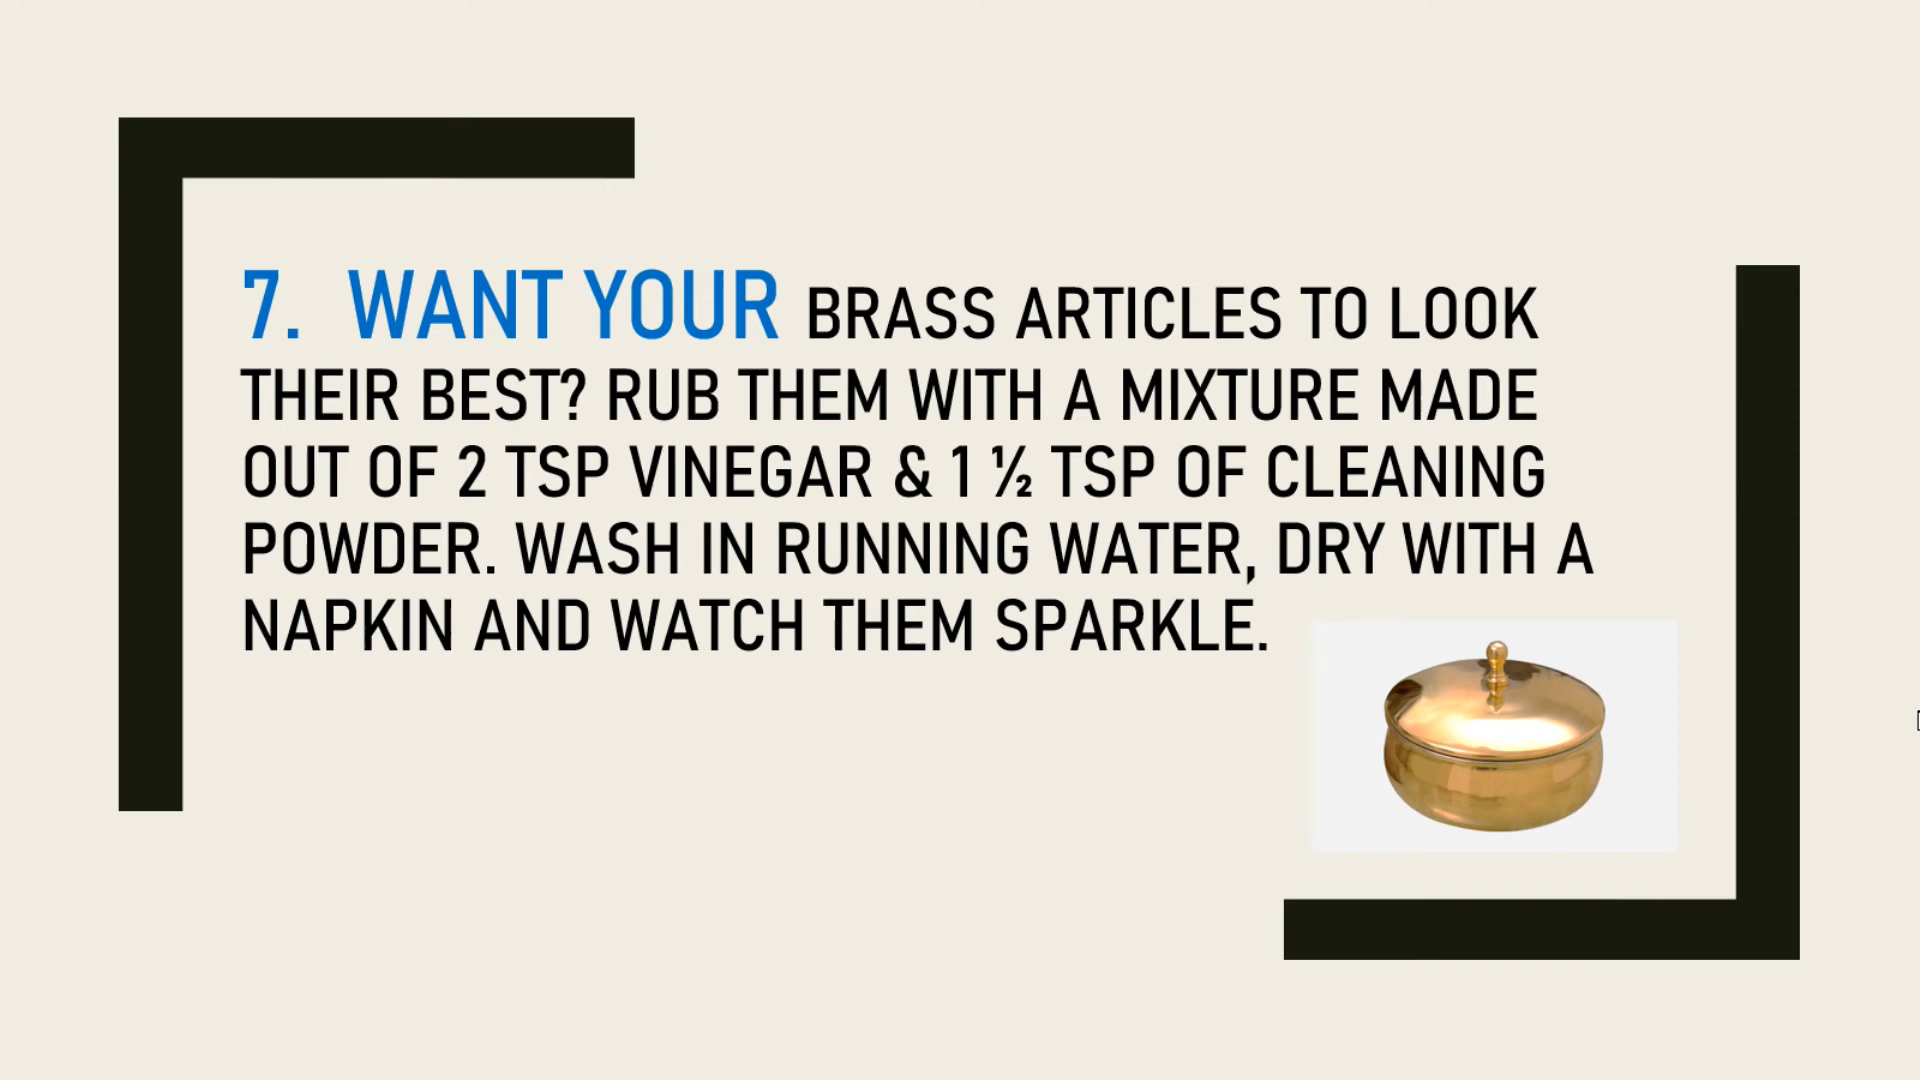 7. WANT YOUR BRASS ARTICLES TO LOOK
THEIR BEST? RUB THEM WITH A MIXTURE MADE
OUT OF 2 TSP VINEGAR & 1 ½ TSP OF CLEANING
POWDER. WASH IN RUNNING WATER, DRY WITH A
NAPKIN AND WATCH THEM SPARKLE.